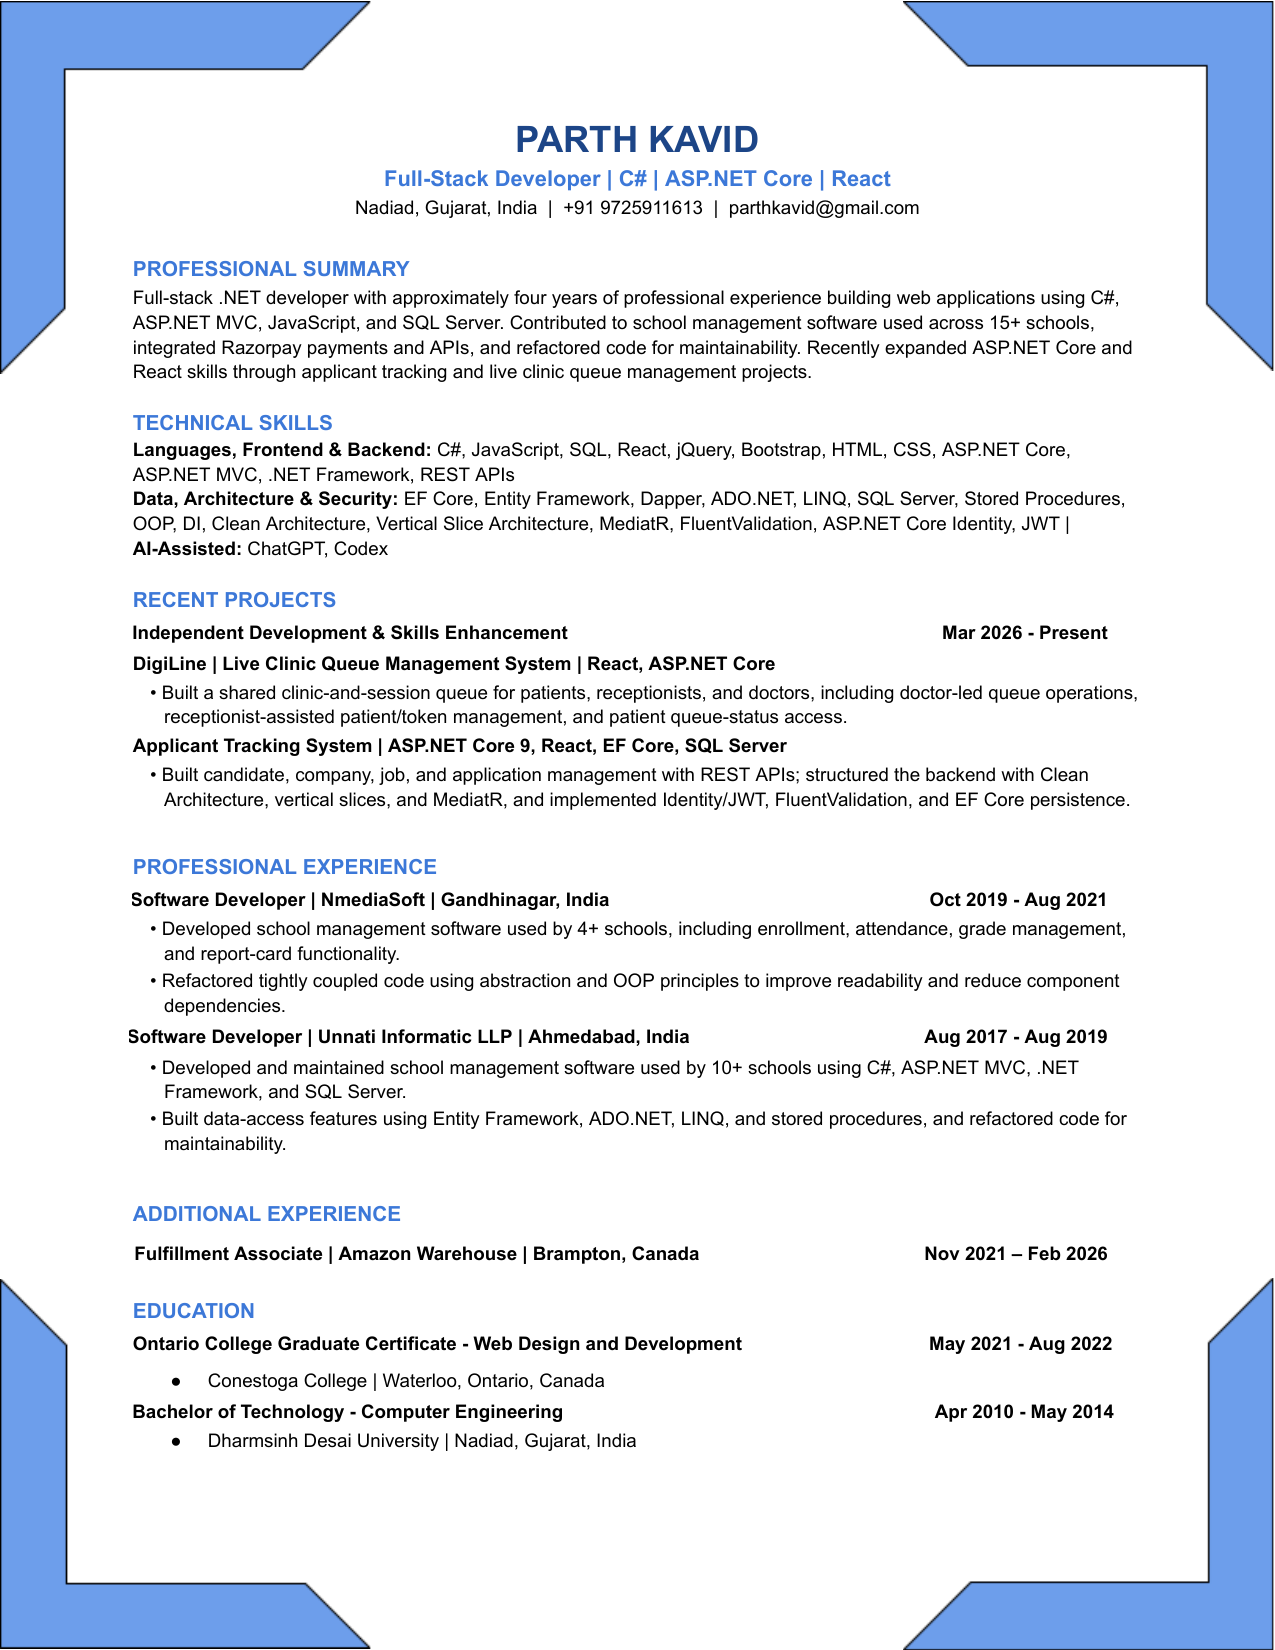 PARTH KAVID
Full-Stack Developer | C# | ASP.NET Core | React
Nadiad, Gujarat, India | +91 9725911613 | parthkavid@gmail.com
PROFESSIONAL SUMMARY
Full-stack .NET developer with approximately four years of professional experience building web applications using C#,
ASP.NET MVC, JavaScript, and SQL Server. Contributed to school management software used across 15+ schools,
integrated Razorpay payments and APIs, and refactored code for maintainability. Recently expanded ASP.NET Core and
React skills through applicant tracking and live clinic queue management projects.
TECHNICAL SKILLS
Languages, Frontend & Backend: C#, JavaScript, SQL, React, jQuery, Bootstrap, HTML, CSS, ASP.NET Core,
ASP.NET MVC, .NET Framework, REST APIs
Data, Architecture & Security: EF Core, Entity Framework, Dapper, ADO.NET, LINQ, SQL Server, Stored Procedures,
OOP, DI, Clean Architecture, Vertical Slice Architecture, MediatR, FluentValidation, ASP.NET Core Identity, JWT |
AI-Assisted: ChatGPT, Codex
RECENT PROJECTS
Independent Development & Skills Enhancement Mar 2026 - Present
DigiLine | Live Clinic Queue Management System | React, ASP.NET Core
• Built a shared clinic-and-session queue for patients, receptionists, and doctors, including doctor-led queue operations,
receptionist-assisted patient/token management, and patient queue-status access.
Applicant Tracking System | ASP.NET Core 9, React, EF Core, SQL Server
• Built candidate, company, job, and application management with REST APIs; structured the backend with Clean
Architecture, vertical slices, and MediatR, and implemented Identity/JWT, FluentValidation, and EF Core persistence.
PROFESSIONAL EXPERIENCE
Software Developer | NmediaSoft | Gandhinagar, India Oct 2019 - Aug 2021
• Developed school management software used by 4+ schools, including enrollment, attendance, grade management,
and report-card functionality.
• Refactored tightly coupled code using abstraction and OOP principles to improve readability and reduce component
dependencies.
Software Developer | Unnati Informatic LLP | Ahmedabad, India Aug 2017 - Aug 2019
• Developed and maintained school management software used by 10+ schools using C#, ASP.NET MVC, .NET
Framework, and SQL Server.
• Built data-access features using Entity Framework, ADO.NET, LINQ, and stored procedures, and refactored code for
maintainability.
ADDITIONAL EXPERIENCE
Fulfillment Associate | Amazon Warehouse | Brampton, Canada Nov 2021 – Feb 2026
EDUCATION
Ontario College Graduate Certificate - Web Design and Development May 2021 - Aug 2022
● Conestoga College | Waterloo, Ontario, Canada
Bachelor of Technology - Computer Engineering Apr 2010 - May 2014
● Dharmsinh Desai University | Nadiad, Gujarat, India